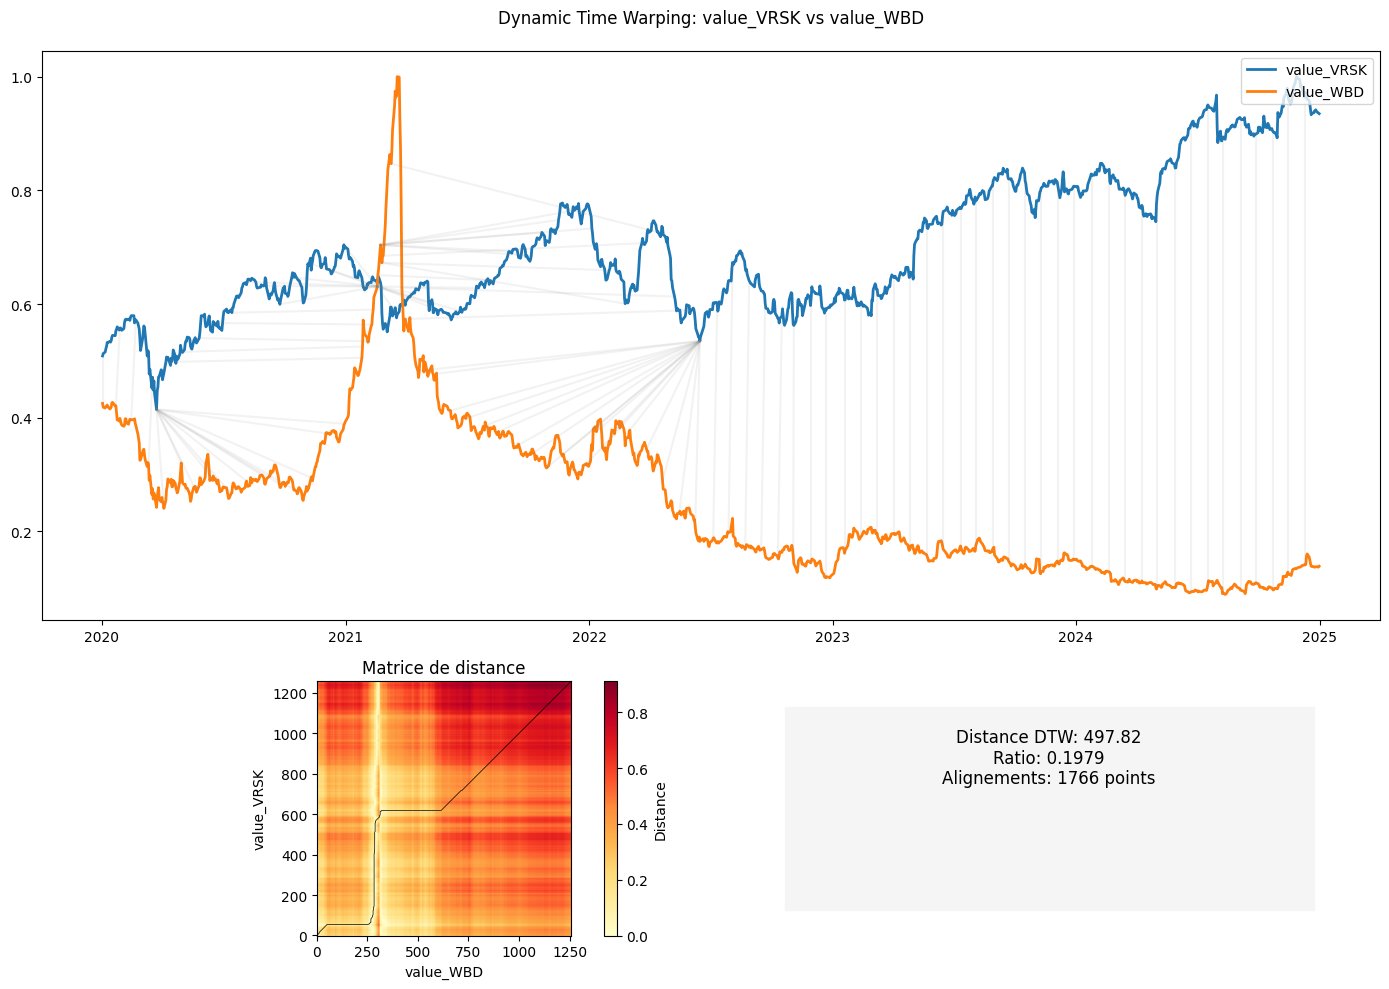 Dynamic Time Warping: value_VRSK vs value_WBD
value_VRSK
value_WBD
1.0
0.8
0.6
0.4
0.2
2020 2021 2022 2023 2024 2025
Matrice de distance
1200
1000
800
600
400
200
0
value_VRSK
0 250 500 750 1000 1250
value_WBD
0.8
0.6
0.4
0.2
0.0
Distance
Distance DTW: 497.82
Ratio: 0.1979
Alignements: 1766 points